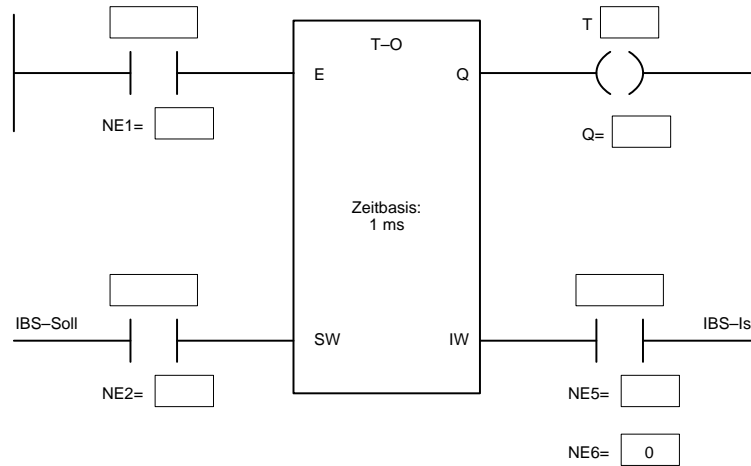 T
T–O
E
Q
NE1=
Q=
Zeitbasis:
1 ms
IBS–Soll
IBS–Is
SW
IW
NE2=
NE5=
NE6= 0